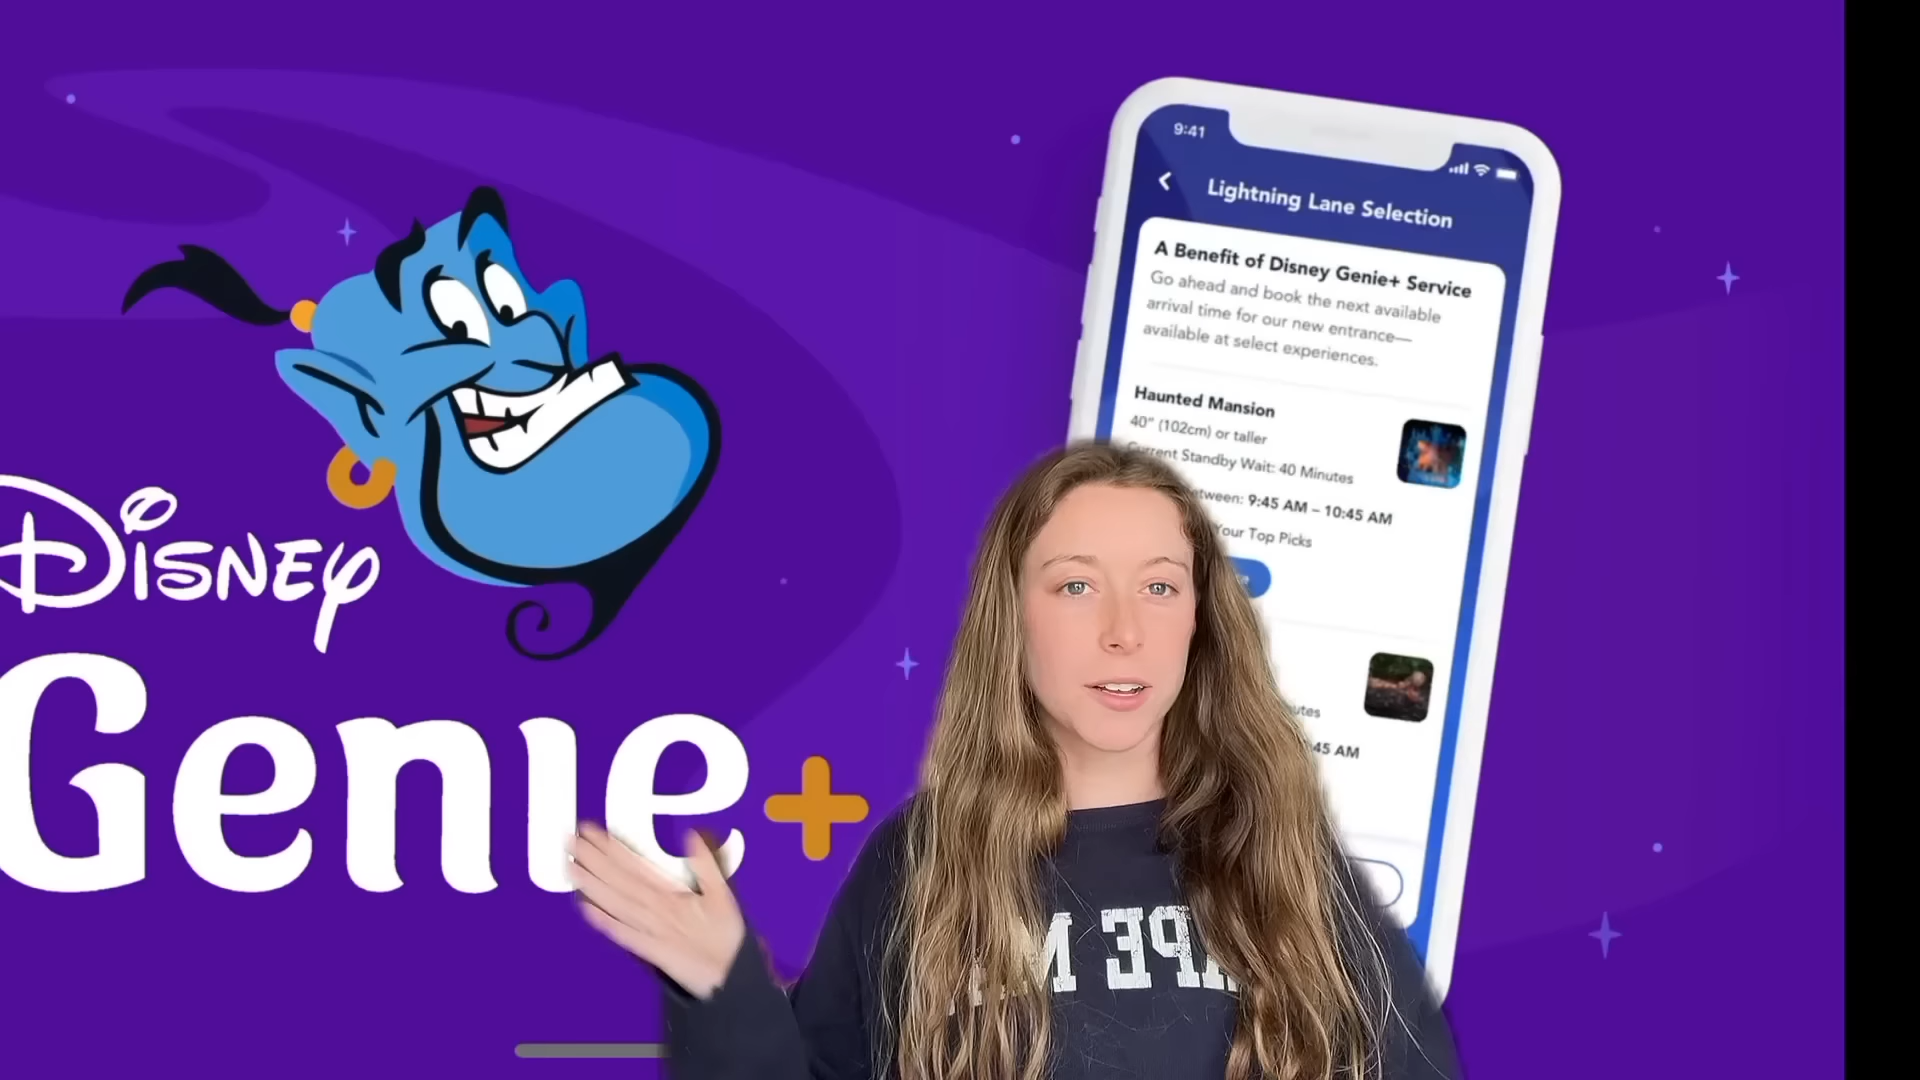 Disney
Genie+
9:41
Lightning Lane Selection
A Benefit of Disney Genie+ Service
Go ahead and book the next available
arrival time for our new entrance—
available at select experiences.
Haunted Mansion
40" (102cm) or taller
Current Standby Wait: 40 Minutes
9:45 AM – 10:45 AM
Your Top Picks
45 AM